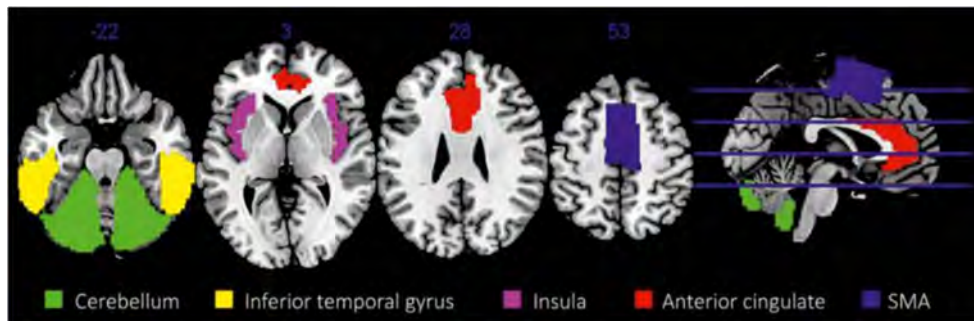 -22 3 28 53
Cerebellum Inferior temporal gyrus Insula Anterior cingulate SMA